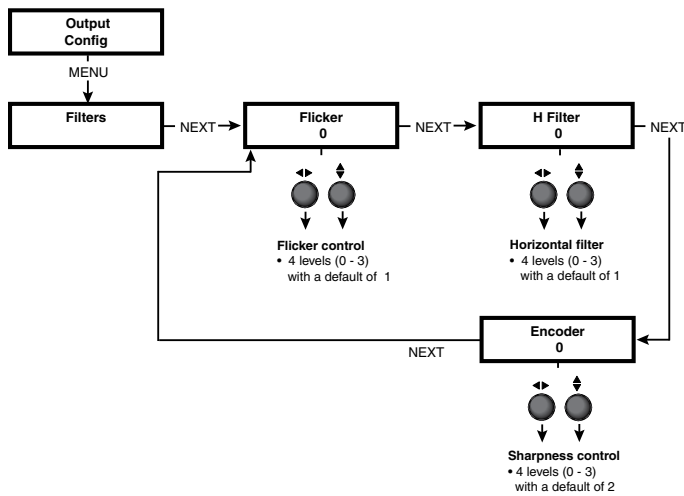 Output
Config
MENU
Filters
NEXT
Flicker
0
NEXT
H Filter
0
NEXT
Flicker control
• 4 levels (0 - 3)
with a default of 1
Horizontal filter
• 4 levels (0 - 3)
with a default of 1
Encoder
0
NEXT
Sharpness control
• 4 levels (0 - 3)
with a default of 2